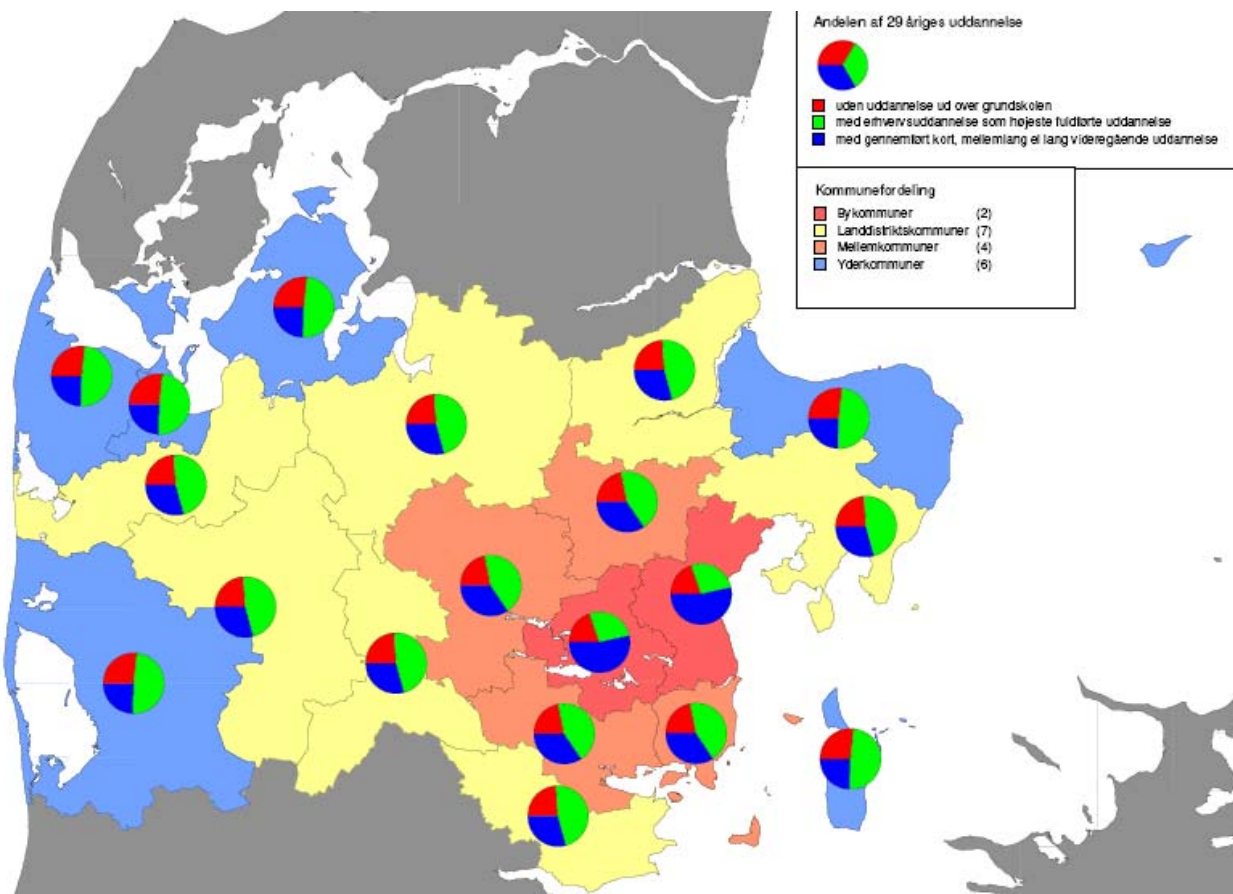 Andelen af 29 åriges uddannelse
uden uddannelse ud over grundskolen
med erhvervsuddannelse som højeste fuldførte uddannelse
med gennemført kort, mellemlang el lang videregående uddannelse
Kommunefordeling
Bykommuner (2)
Landdistriktskommuner (7)
Mellemkommuner (4)
Yderkommuner (6)